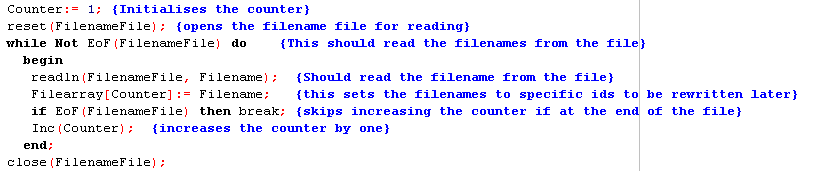 Counter:= 1; {Initialises the counter}
reset(FilenameFile); {opens the filename file for reading}
while Not EoF(FilenameFile) do    {This should read the filenames from the file}
  begin
   readln(FilenameFile, Filename);  {Should read the filename from the file}
   Filearray[Counter]:= Filename;   {this sets the filenames to specific ids to be rewritten later}
   if EoF(FilenameFile) then break; {skips increasing the counter if at the end of the file}
   Inc(Counter);  {increases the counter by one}
  end;
close(FilenameFile);